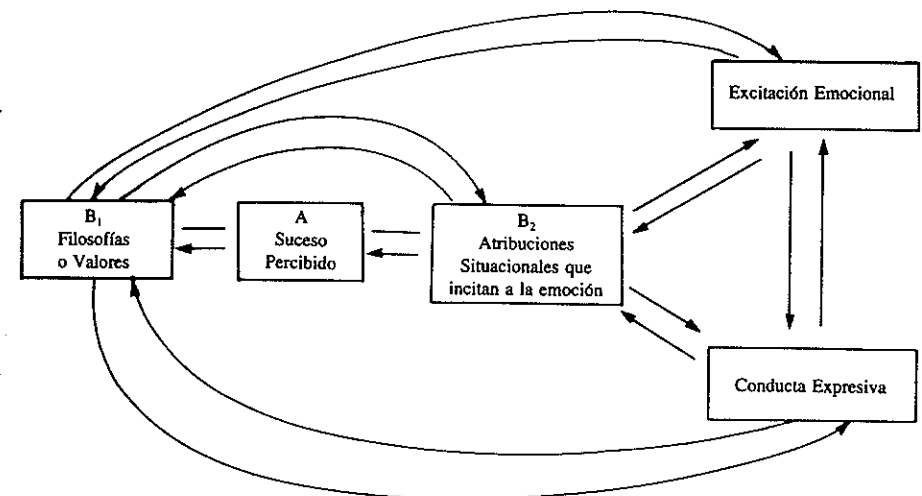 Excitación Emocional
B₁
Filosofías
o Valores
A
Suceso
Percibido
B₂
Atribuciones
Situacionales que
incitan a la emoción
Conducta Expresiva